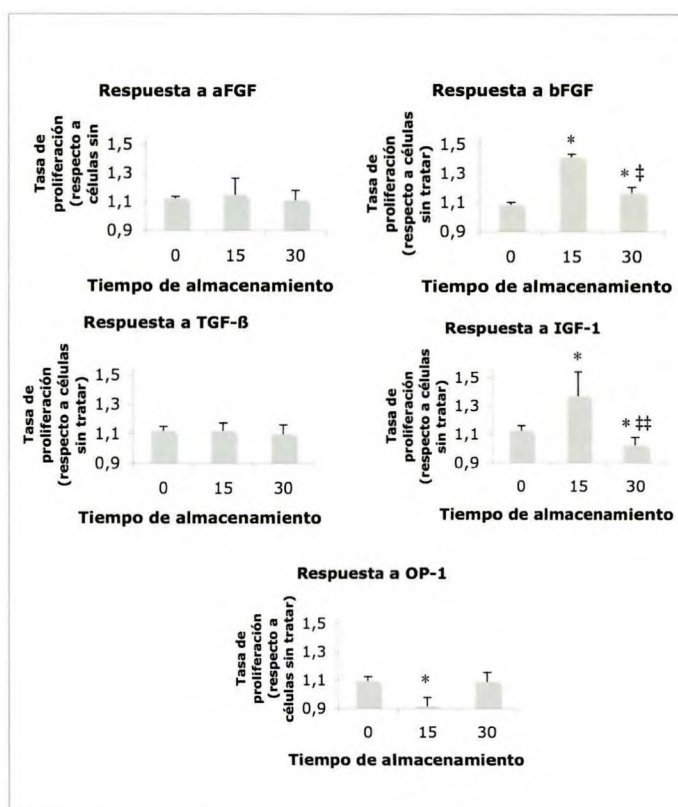 Respuesta a aFGF
Tasa de
proliferación
(respecto a
células sin
1,5
1,3
1,1
0,9
0 15 30
Tiempo de almacenamiento
Respuesta a bFGF
Tasa de
proliferación
(respecto a células
sin tratar)
1,5
1,3
1,1
0,9
*
* ‡
0 15 30
Tiempo de almacenamiento
Respuesta a TGF-ß
Tasa de
proliferación
(respecto a células
sin tratar)
1,5
1,3
1,1
0,9
0 15 30
Tiempo de almacenamiento
Respuesta a IGF-1
Tasa de
proliferación
(respecto a células
sin tratar)
1,5
1,3
1,1
0,9
*
* ‡‡
0 15 30
Tiempo de almacenamiento
Respuesta a OP-1
Tasa de
proliferación
(respecto a
células sin tratar)
1,5
1,3
1,1
0,9
*
0 15 30
Tiempo de almacenamiento